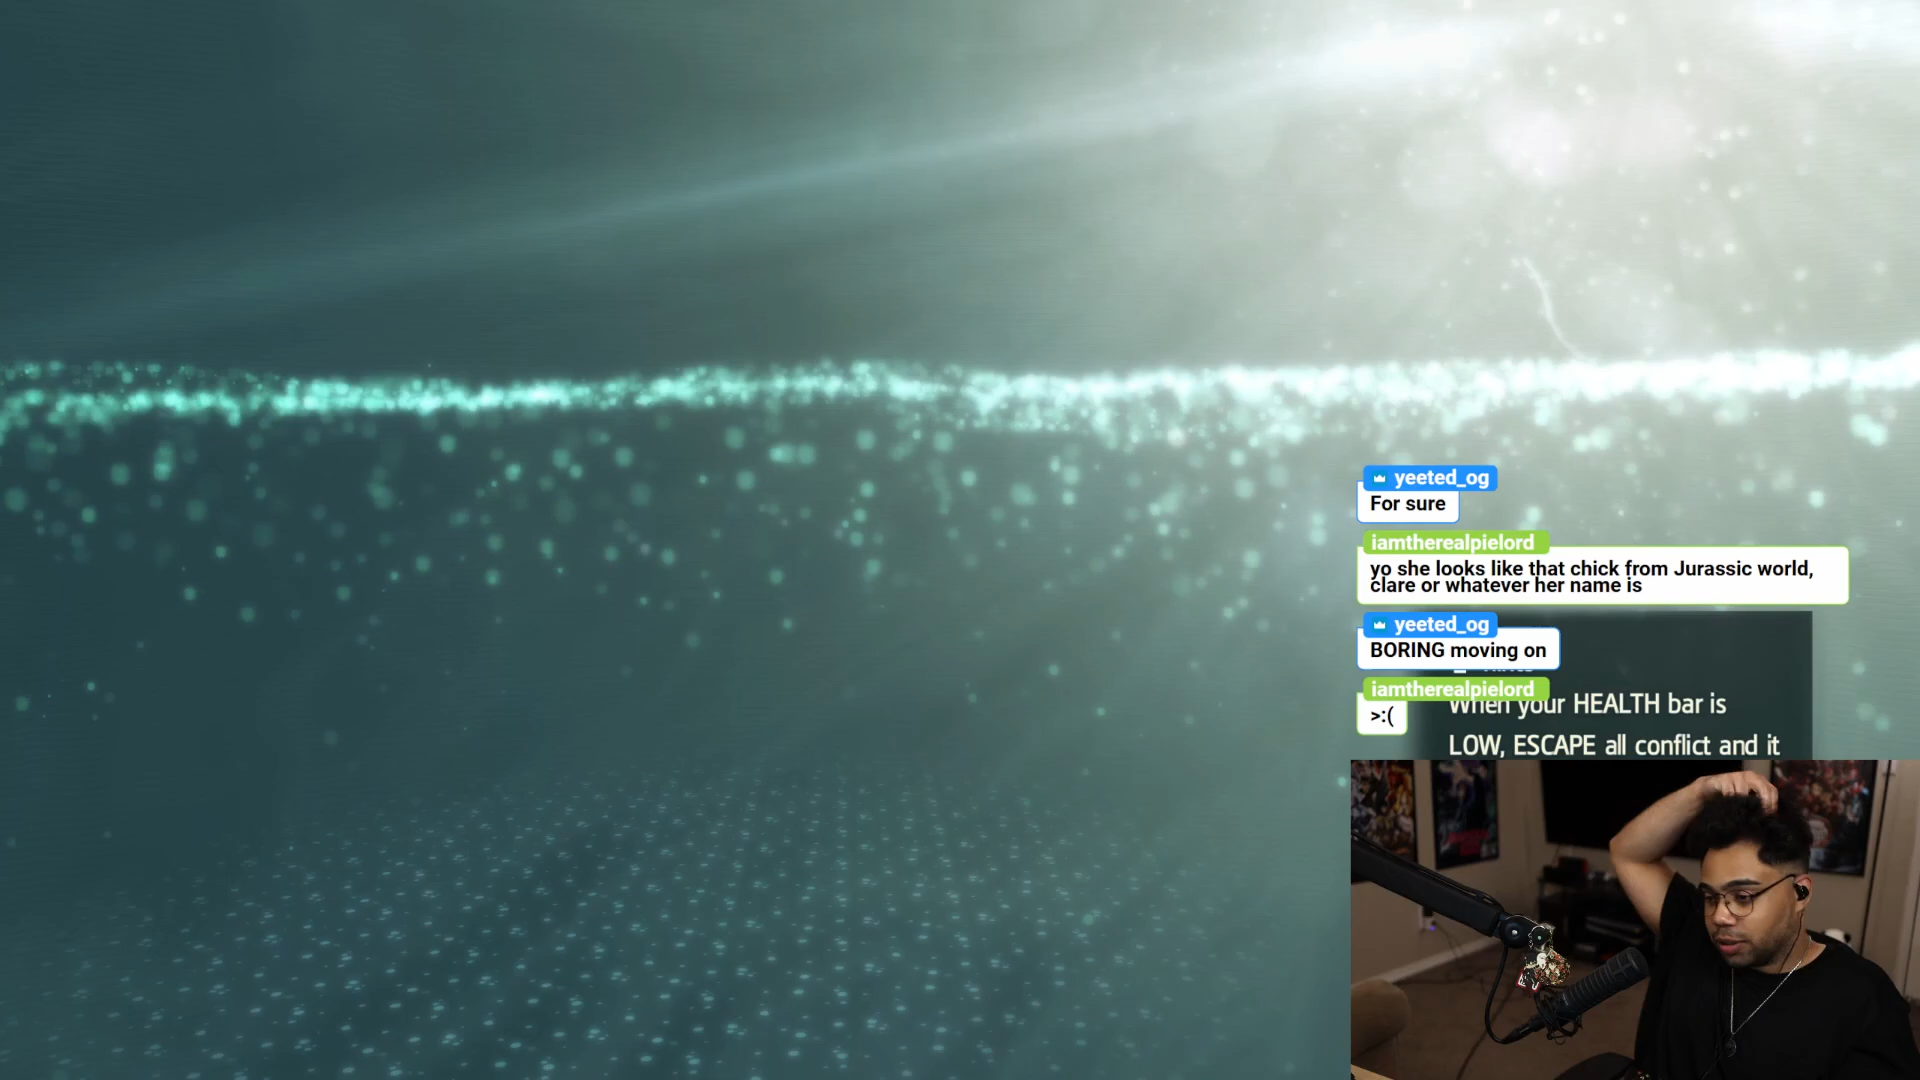 yeeted_og
For sure
iamtherealpielord
yo she looks like that chick from Jurassic world,
clare or whatever her name is
yeeted_og
BORING moving on
iamtherealpielord
>:(
When your HEALTH bar is
LOW, ESCAPE all conflict and it